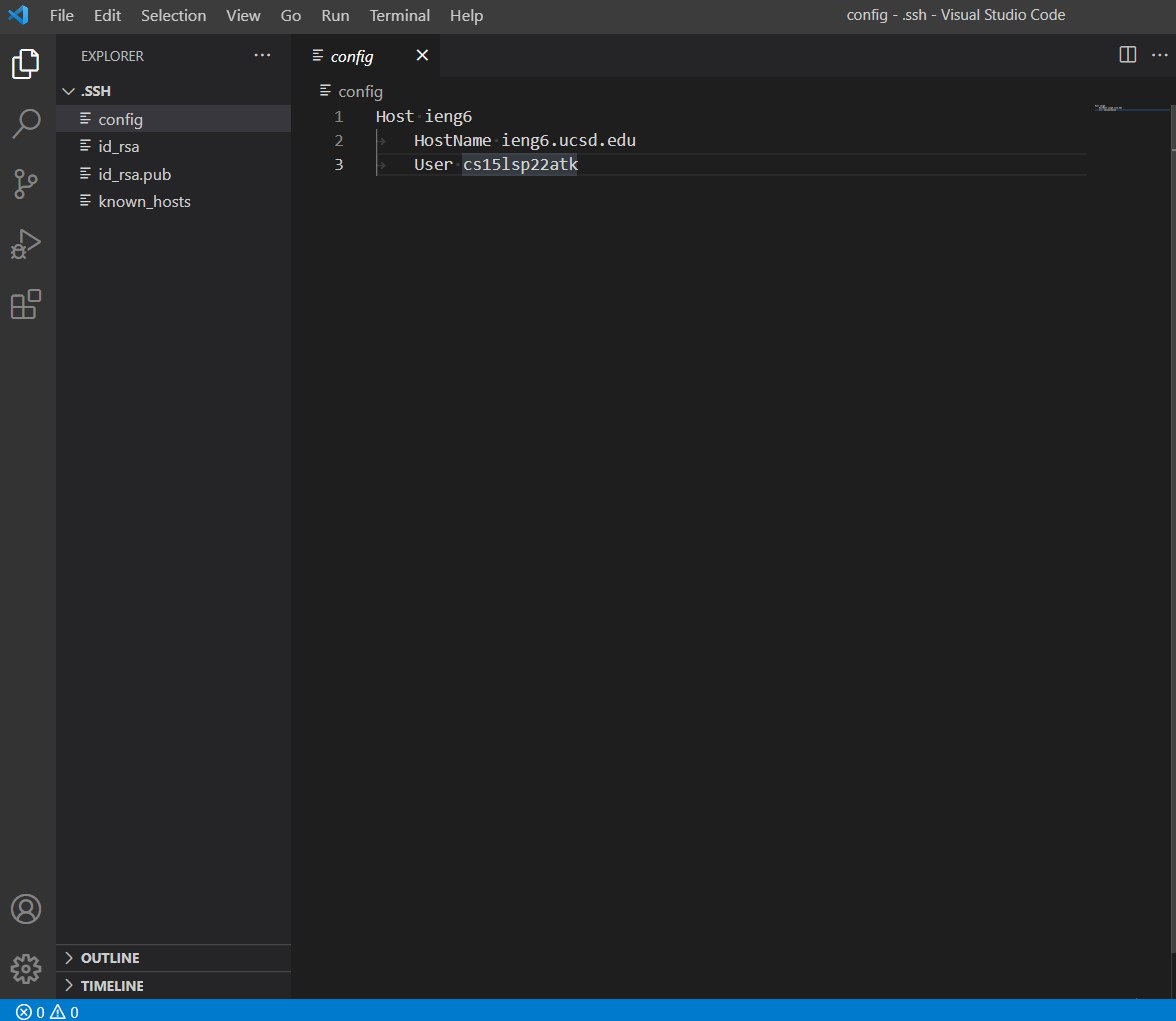 File Edit Selection View Go Run Terminal Help config - .ssh - Visual Studio Code
EXPLORER
.SSH
config
id_rsa
id_rsa.pub
known_hosts
OUTLINE
TIMELINE
config
config
1 Host ieng6
2 HostName ieng6.ucsd.edu
3 User cs15lsp22atk
0 0